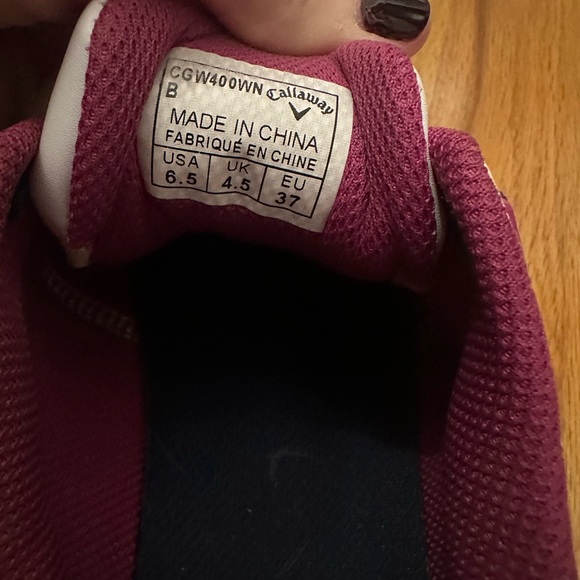 CGW400WN Callaway
B
MADE IN CHINA
FABRIQUÉ EN CHINE
USA UK EU
6.5 4.5 37